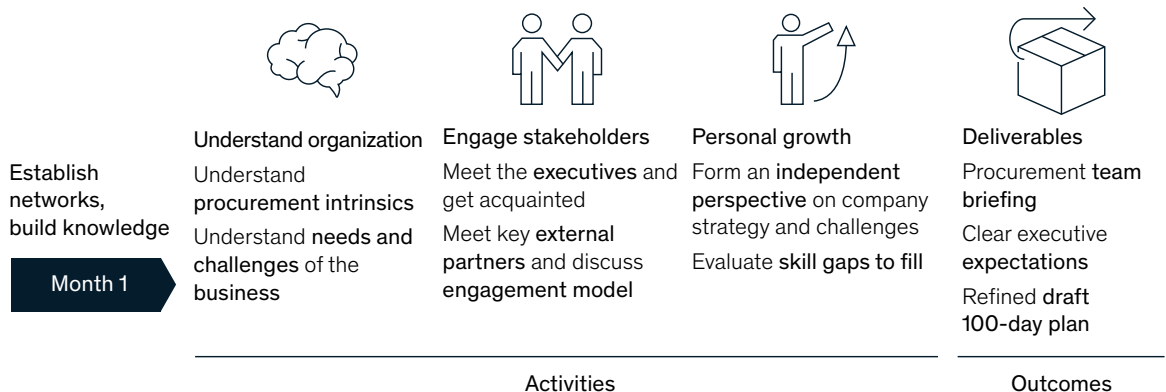 Establish
networks,
build knowledge
Month 1
Understand organization
Understand
procurement intrinsics
Understand needs and
challenges of the
business
Engage stakeholders
Meet the executives and
get acquainted
Meet key external
partners and discuss
engagement model
Personal growth
Form an independent
perspective on company
strategy and challenges
Evaluate skill gaps to fill
Deliverables
Procurement team
briefing
Clear executive
expectations
Refined draft
100-day plan
Activities
Outcomes